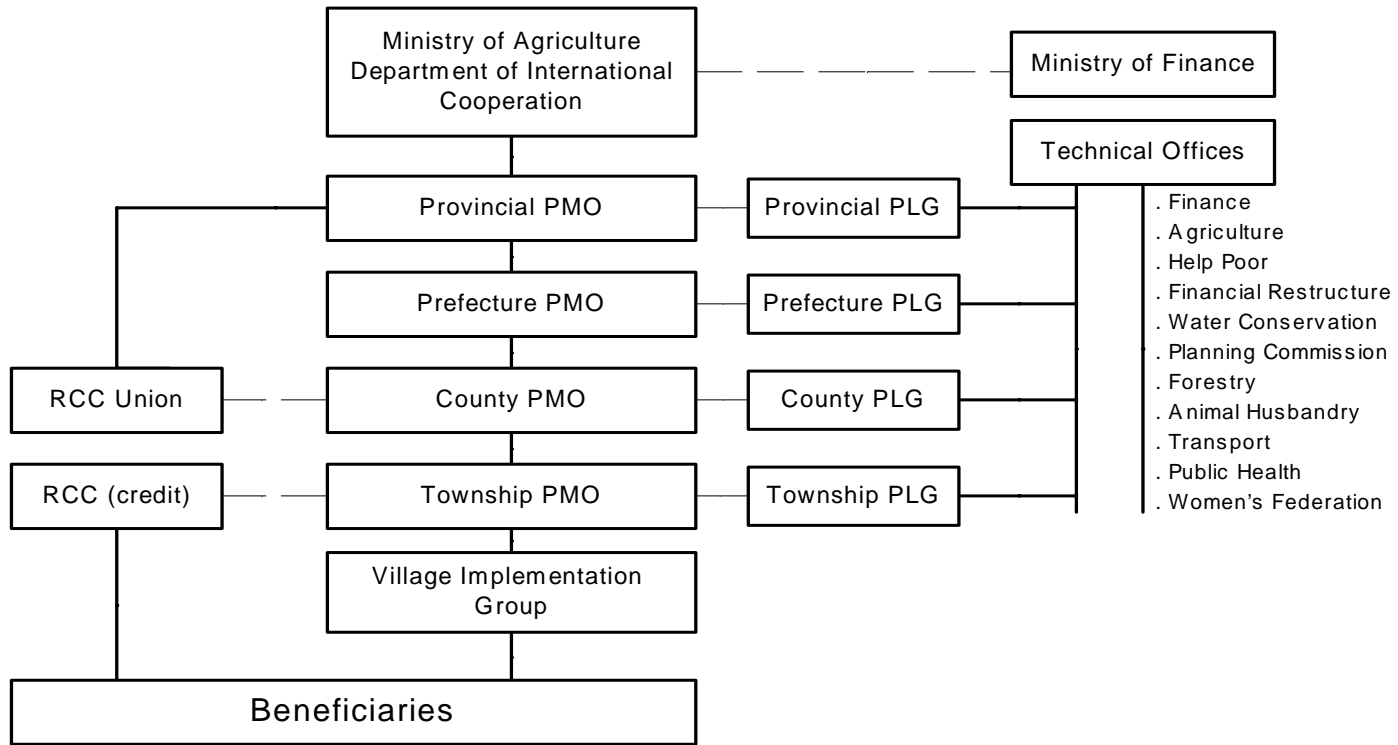 Ministry of Agriculture
Department of International
Cooperation
Ministry of Finance
Technical Offices
Provincial PMO
Provincial PLG
. Finance
. Agriculture
. Help Poor
. Financial Restructure
. Water Conservation
. Planning Commission
. Forestry
. Animal Husbandry
. Transport
. Public Health
. Women’s Federation
Prefecture PMO
Prefecture PLG
RCC Union
County PMO
County PLG
RCC (credit)
Township PMO
Township PLG
Village Implementation
Group
Beneficiaries